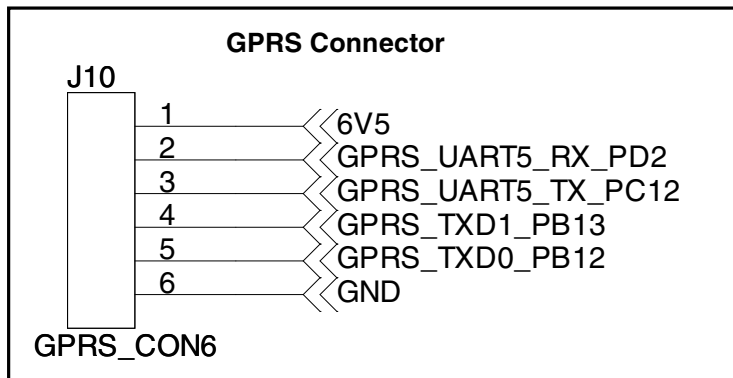 GPRS Connector
J10
1 6V5
2 GPRS_UART5_RX_PD2
3 GPRS_UART5_TX_PC12
4 GPRS_TXD1_PB13
5 GPRS_TXD0_PB12
6 GND
GPRS_CON6